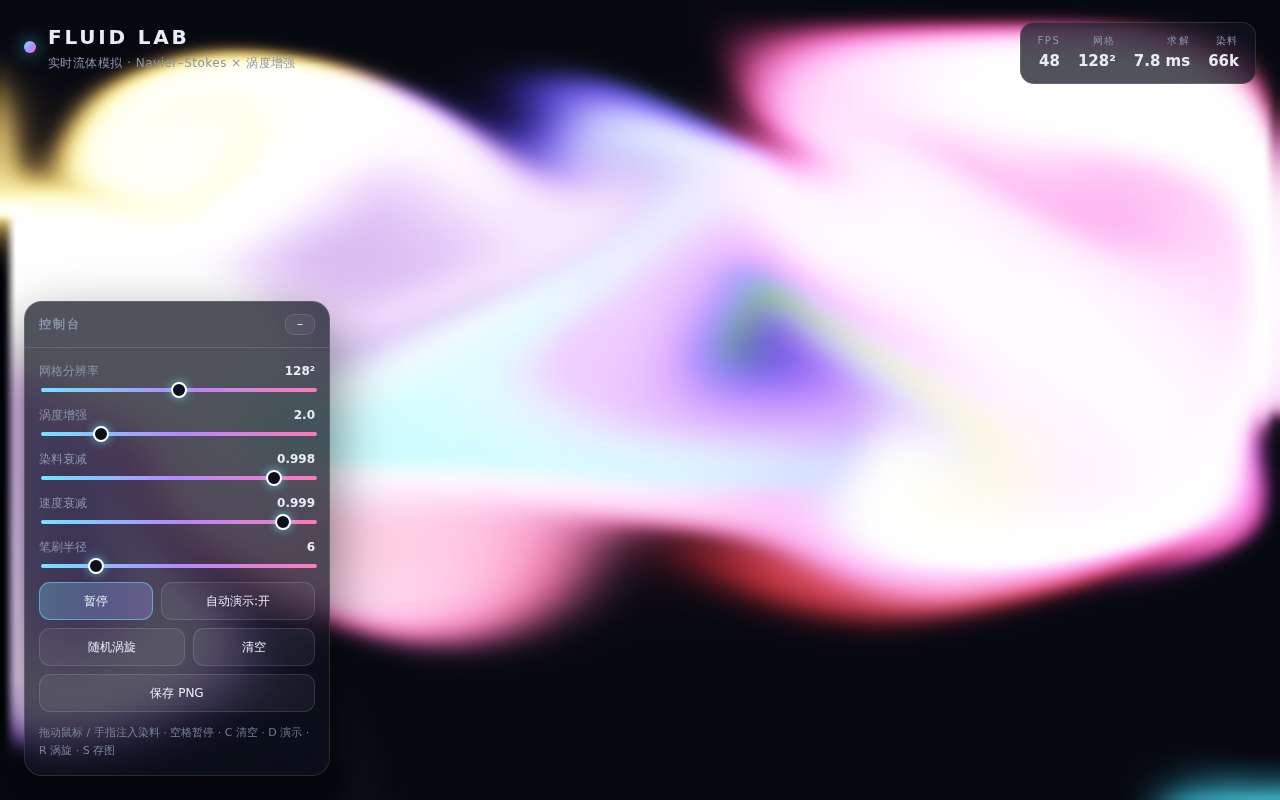 FLUID LAB
实时流体模拟 · Navier–Stokes × 涡度增强
FPS 网格 求解 染料
48 128² 7.8 ms 66k
控制台 –
网格分辨率 128²
涡度增强 2.0
染料衰减 0.998
速度衰减 0.999
笔刷半径 6
暂停 自动演示:开
随机涡旋 清空
保存 PNG
拖动鼠标 / 手指注入染料 · 空格暂停 · C 清空 · D 演示 ·
R 涡旋 · S 存图